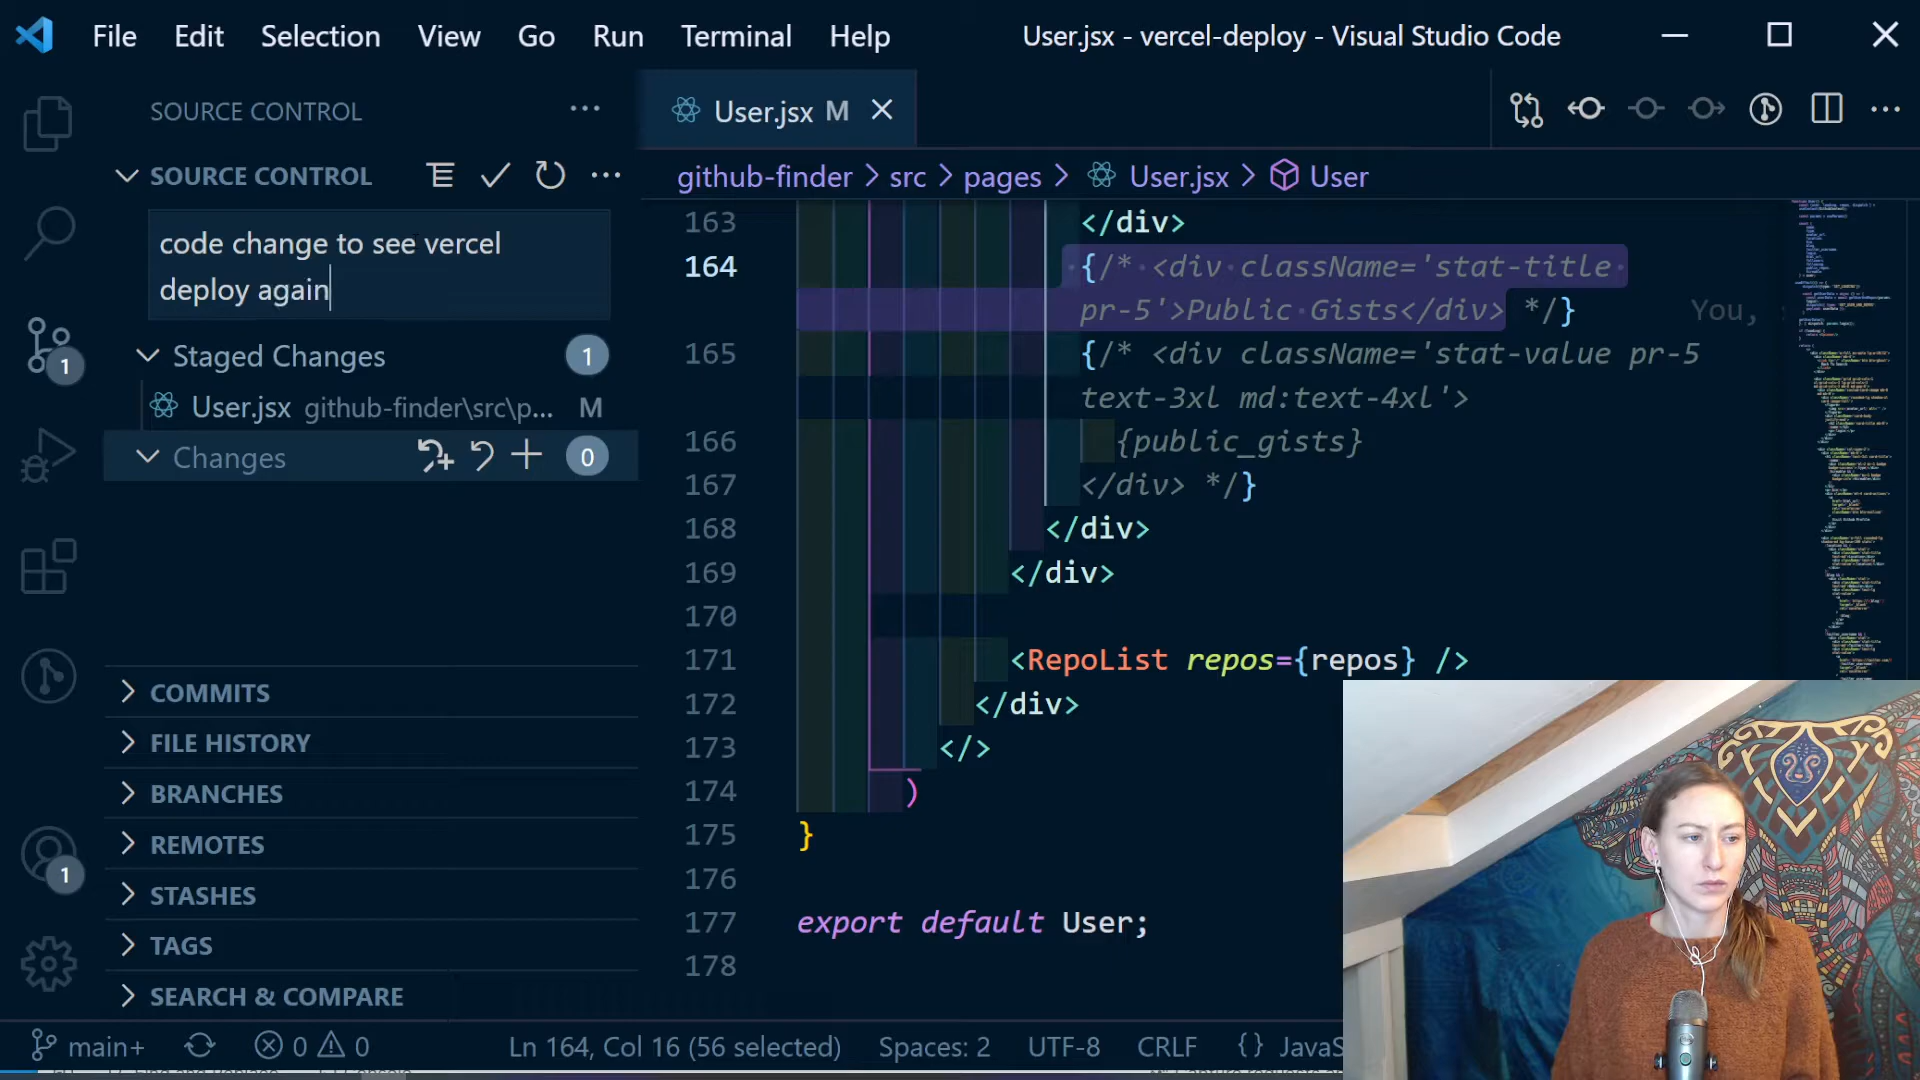 File Edit Selection View Go Run Terminal Help
User.jsx - vercel-deploy - Visual Studio Code
SOURCE CONTROL
SOURCE CONTROL
code change to see vercel
deploy again
Staged Changes 1
User.jsx github-finder\src\p... M
Changes 0
COMMITS
FILE HISTORY
BRANCHES
REMOTES
STASHES
TAGS
SEARCH & COMPARE
1
1
User.jsx M
github-finder > src > pages > User.jsx > User
163 </div>
164 {/* <div className='stat-title
pr-5'>Public Gists</div> */} You,
165 {/* <div className='stat-value pr-5
text-3xl md:text-4xl'>
166 {public_gists}
167 </div> */}
168 </div>
169 </div>
170
171 <RepoList repos={repos} />
172 </div>
173 </>
174 )
175 }
176
177 export default User;
178
main+ 0 0 Ln 164, Col 16 (56 selected) Spaces: 2 UTF-8 CRLF {} JavaS